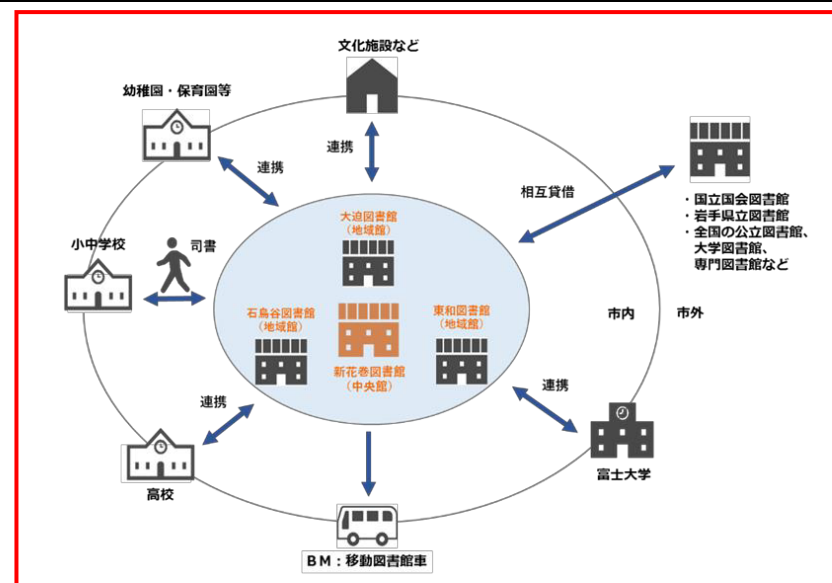 文化施設など
幼稚園・保育園等
連携
連携
相互貸借
・国立国会図書館
・岩手県立図書館
・全国の公立図書館、
大学図書館、
専門図書館など
大迫図書館
（地域館）
小中学校
司書
石鳥谷図書館
（地域館）
東和図書館
（地域館）
市内
市外
新花巻図書館
（中央館）
連携
連携
高校
富士大学
BM：移動図書館車